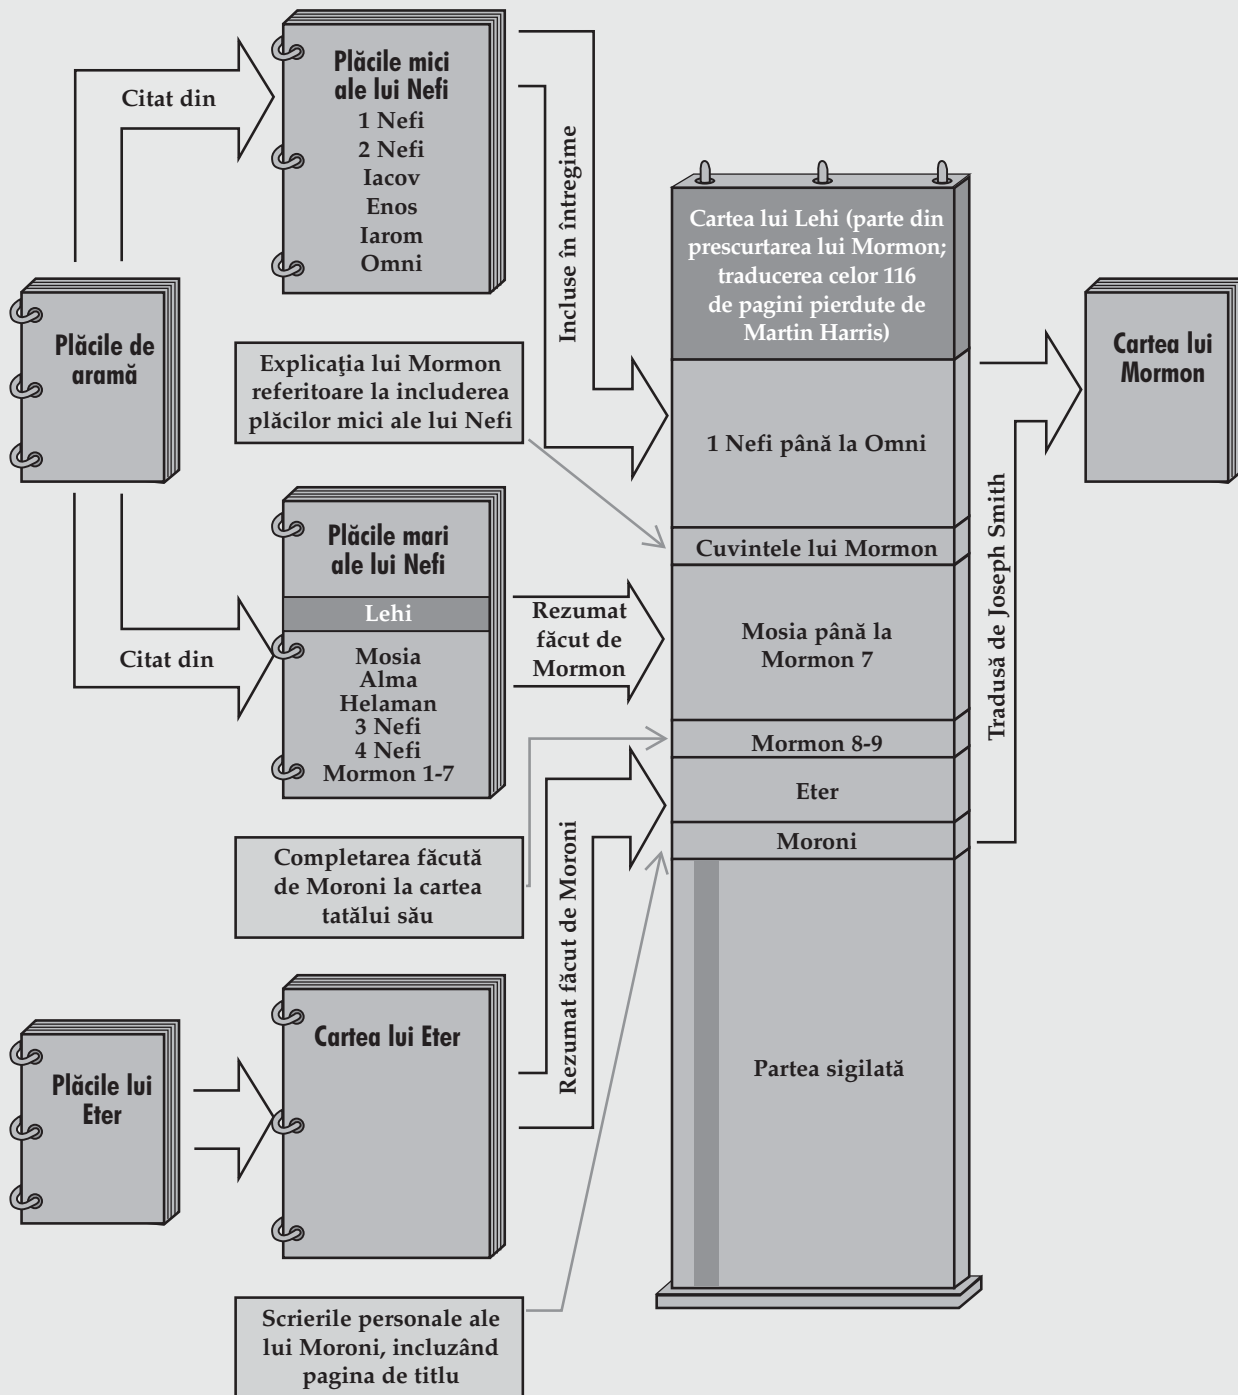 Plăcile mici
ale lui Nefi
1 Nefi
2 Nefi
Iacov
Enos
Iarom
Omni
Citat din
Incluse în întregime
Plăcile de
aramă
Explicaţia lui Mormon
referitoare la includerea
plăcilor mici ale lui Nefi
Plăcile mari
ale lui Nefi
Lehi
Mosia
Alma
Helaman
3 Nefi
4 Nefi
Mormon 1-7
Citat din
Rezumat
făcut de
Mormon
Completarea făcută
de Moroni la cartea
tatălui său
Plăcile lui
Eter
Cartea lui Eter
Rezumat făcut de Moroni
Scrierile personale ale
lui Moroni, incluzând
pagina de titlu
Cartea lui Lehi (parte din
prescurtarea lui Mormon;
traducerea celor 116
de pagini pierdute de
Martin Harris)
1 Nefi până la Omni
Cuvintele lui Mormon
Mosia până la
Mormon 7
Mormon 8-9
Eter
Moroni
Partea sigilată
Tradusă de Joseph Smith
Cartea lui
Mormon